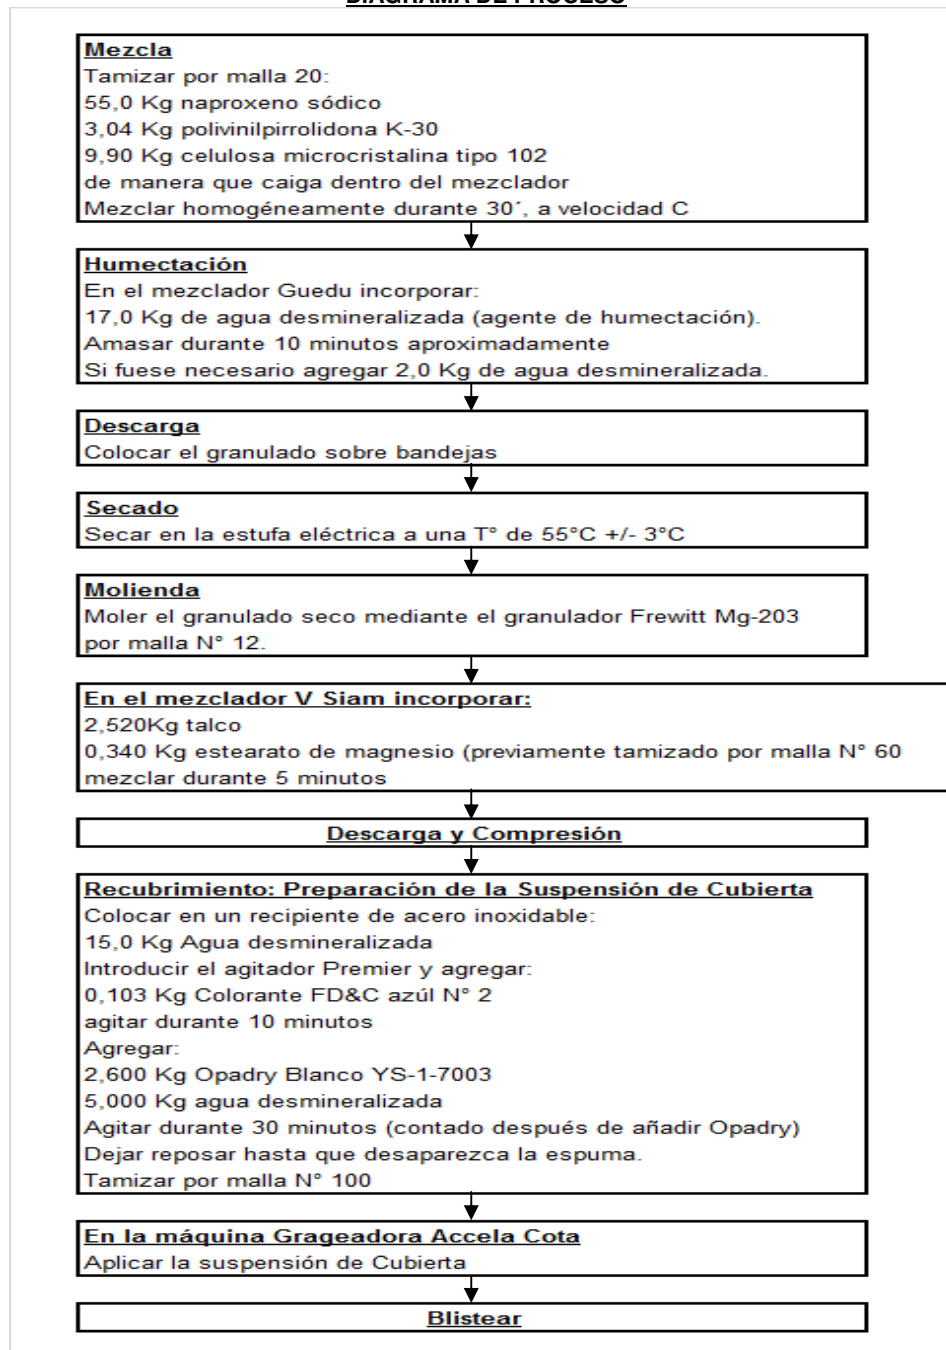 DIAGRAMA DE PROCESO
Mezcla
Tamizar por malla 20:
55,0 Kg naproxeno sódico
3,04 Kg polivinilpirrolidona K-30
9,90 Kg celulosa microcristalina tipo 102
de manera que caiga dentro del mezclador
Mezclar homogéneamente durante 30´, a velocidad C
Humectación
En el mezclador Guedu incorporar:
17,0 Kg de agua desmineralizada (agente de humectación).
Amasar durante 10 minutos aproximadamente
Si fuese necesario agregar 2,0 Kg de agua desmineralizada.
Descarga
Colocar el granulado sobre bandejas
Secado
Secar en la estufa eléctrica a una T° de 55°C +/- 3°C
Molienda
Moler el granulado seco mediante el granulador Frewitt Mg-203
por malla N° 12.
En el mezclador V Siam incorporar:
2,520Kg talco
0,340 Kg estearato de magnesio (previamente tamizado por malla N° 60
mezclar durante 5 minutos
Descarga y Compresión
Recubrimiento: Preparación de la Suspensión de Cubierta
Colocar en un recipiente de acero inoxidable:
15,0 Kg Agua desmineralizada
Introducir el agitador Premier y agregar:
0,103 Kg Colorante FD&C azúl N° 2
agitar durante 10 minutos
Agregar:
2,600 Kg Opadry Blanco YS-1-7003
5,000 Kg agua desmineralizada
Agitar durante 30 minutos (contado después de añadir Opadry)
Dejar reposar hasta que desaparezca la espuma.
Tamizar por malla N° 100
En la máquina Grageadora Accela Cota
Aplicar la suspensión de Cubierta
Blistear